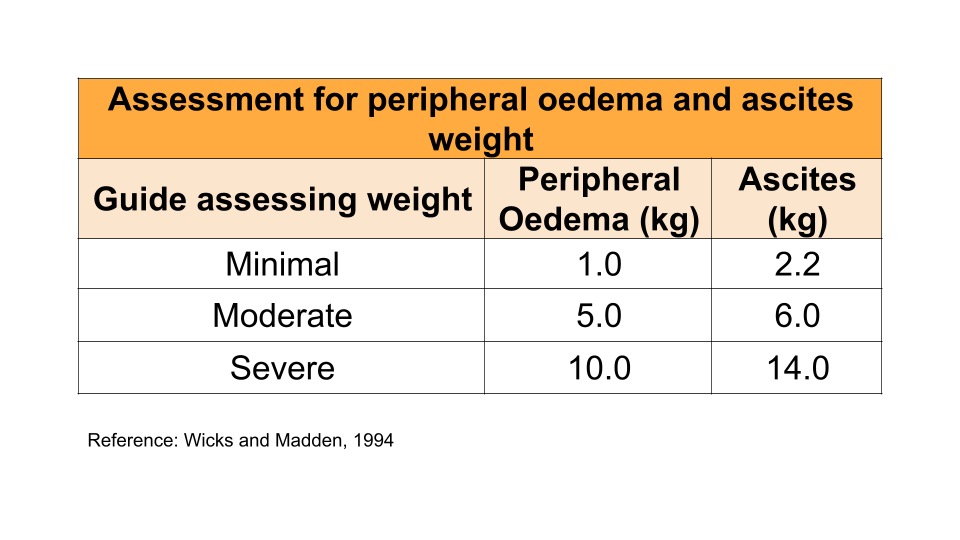 Assessment for peripheral oedema and ascites
weight
Guide assessing weight
Peripheral
Oedema (kg)
Ascites
(kg)
Minimal 1.0 2.2
Moderate 5.0 6.0
Severe 10.0 14.0
Reference: Wicks and Madden, 1994